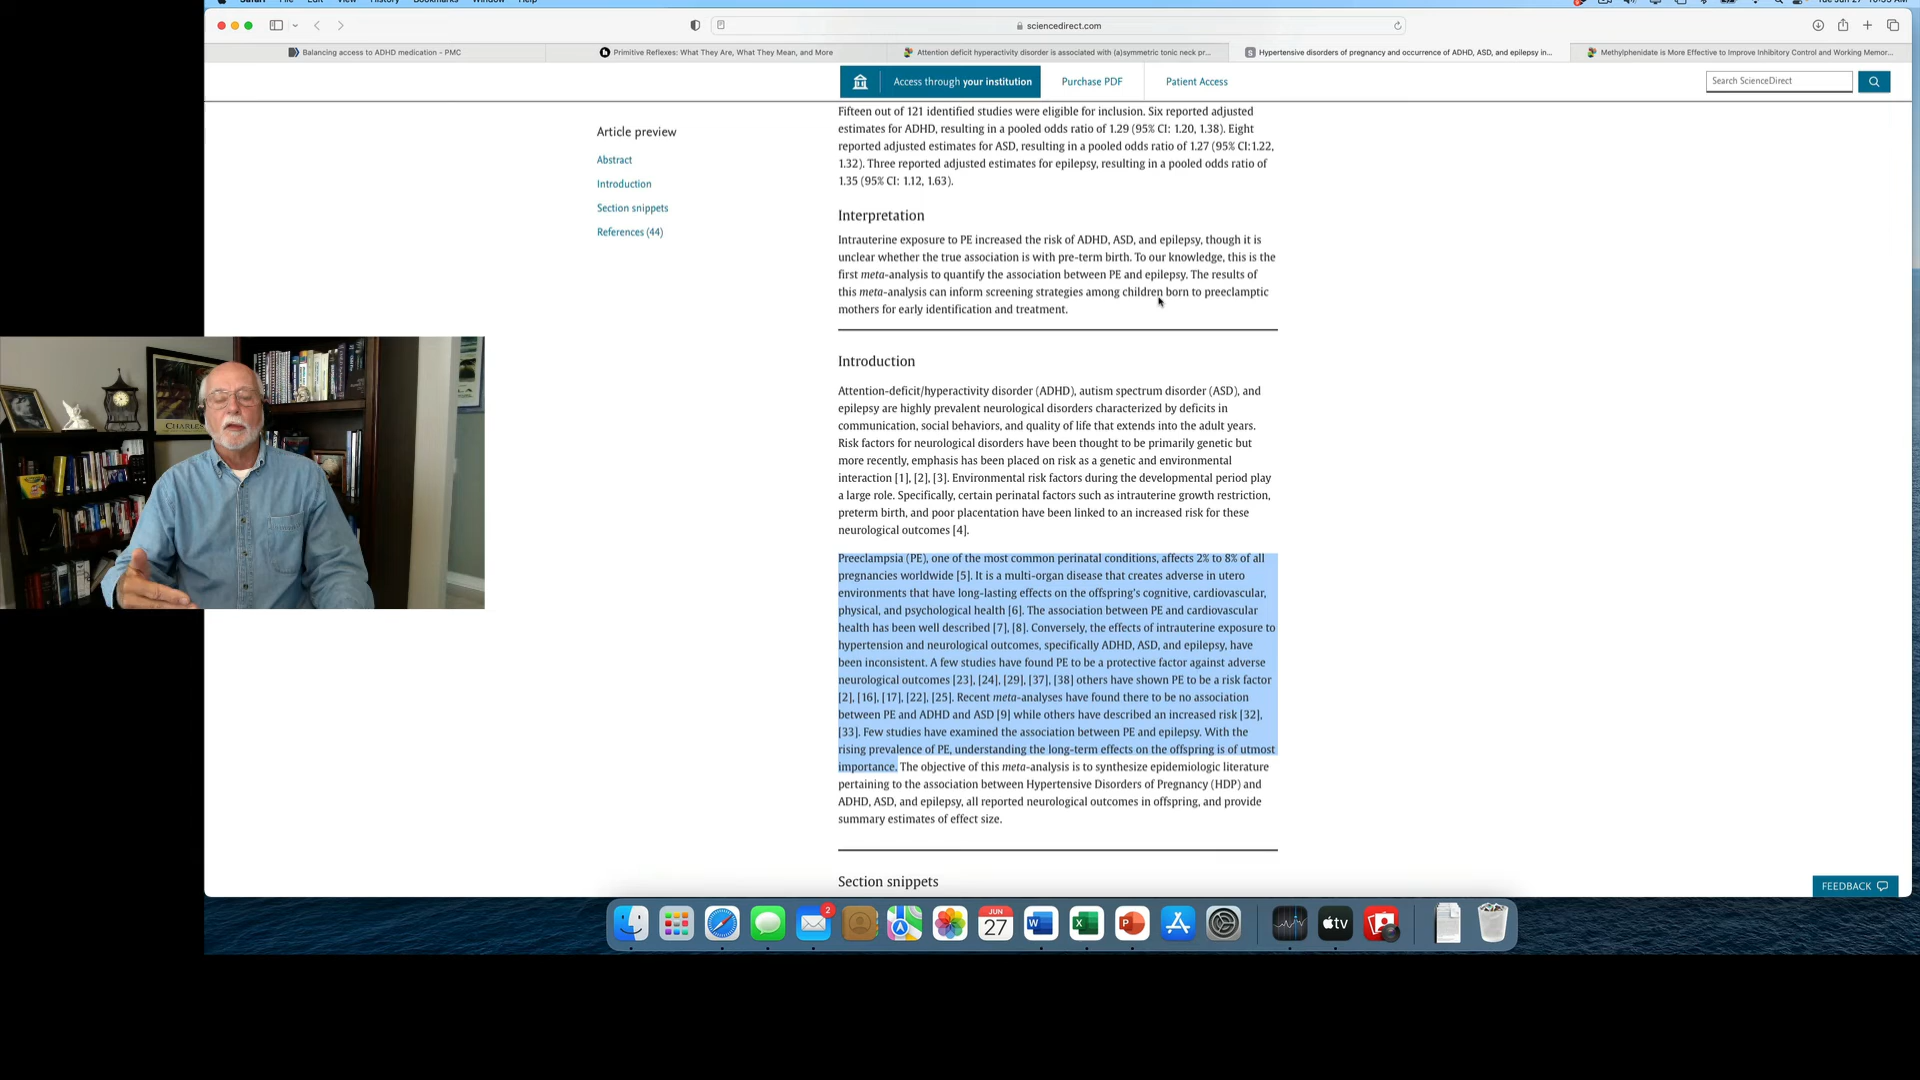 Safari File Edit View History Bookmarks Window Help
sciencedirect.com
Balancing access to ADHD medication - PMC
Primitive Reflexes: What They Are, What They Mean, and More
Attention deficit hyperactivity disorder is associated with (a)symmetric tonic neck pr...
Hypertensive disorders of pregnancy and occurrence of ADHD, ASD, and epilepsy in...
Methylphenidate is More Effective to Improve Inhibitory Control and Working Memor...
Access through your institution
Purchase PDF
Patient Access
Search ScienceDirect
Article preview
Abstract
Introduction
Section snippets
References (44)
Fifteen out of 121 identified studies were eligible for inclusion. Six reported adjusted
estimates for ADHD, resulting in a pooled odds ratio of 1.29 (95% CI: 1.20, 1.38). Eight
reported adjusted estimates for ASD, resulting in a pooled odds ratio of 1.27 (95% CI:1.22,
1.32). Three reported adjusted estimates for epilepsy, resulting in a pooled odds ratio of
1.35 (95% CI: 1.12, 1.63).
Interpretation
Intrauterine exposure to PE increased the risk of ADHD, ASD, and epilepsy, though it is
unclear whether the true association is with pre-term birth. To our knowledge, this is the
first meta-analysis to quantify the association between PE and epilepsy. The results of
this meta-analysis can inform screening strategies among children born to preeclamptic
mothers for early identification and treatment.
Introduction
Attention-deficit/hyperactivity disorder (ADHD), autism spectrum disorder (ASD), and
epilepsy are highly prevalent neurological disorders characterized by deficits in
communication, social behaviors, and quality of life that extends into the adult years.
Risk factors for neurological disorders have been thought to be primarily genetic but
more recently, emphasis has been placed on risk as a genetic and environmental
interaction [1], [2], [3]. Environmental risk factors during the developmental period play
a large role. Specifically, certain perinatal factors such as intrauterine growth restriction,
preterm birth, and poor placentation have been linked to an increased risk for these
neurological outcomes [4].
Preeclampsia (PE), one of the most common perinatal conditions, affects 2% to 8% of all
pregnancies worldwide [5]. It is a multi-organ disease that creates adverse in utero
environments that have long-lasting effects on the offspring's cognitive, cardiovascular,
physical, and psychological health [6]. The association between PE and cardiovascular
health has been well described [7], [8]. Conversely, the effects of intrauterine exposure to
hypertension and neurological outcomes, specifically ADHD, ASD, and epilepsy, have
been inconsistent. A few studies have found PE to be a protective factor against adverse
neurological outcomes [23], [24], [29], [37], [38] others have shown PE to be a risk factor
[2], [16], [17], [22], [25]. Recent meta-analyses have found there to be no association
between PE and ADHD and ASD [9] while others have described an increased risk [32],
[33]. Few studies have examined the association between PE and epilepsy. With the
rising prevalence of PE, understanding the long-term effects on the offspring is of utmost
importance. The objective of this meta-analysis is to synthesize epidemiologic literature
pertaining to the association between Hypertensive Disorders of Pregnancy (HDP) and
ADHD, ASD, and epilepsy, all reported neurological outcomes in offspring, and provide
summary estimates of effect size.
Section snippets
FEEDBACK
CHARLES
2
JUN
27
W
X
P
tv